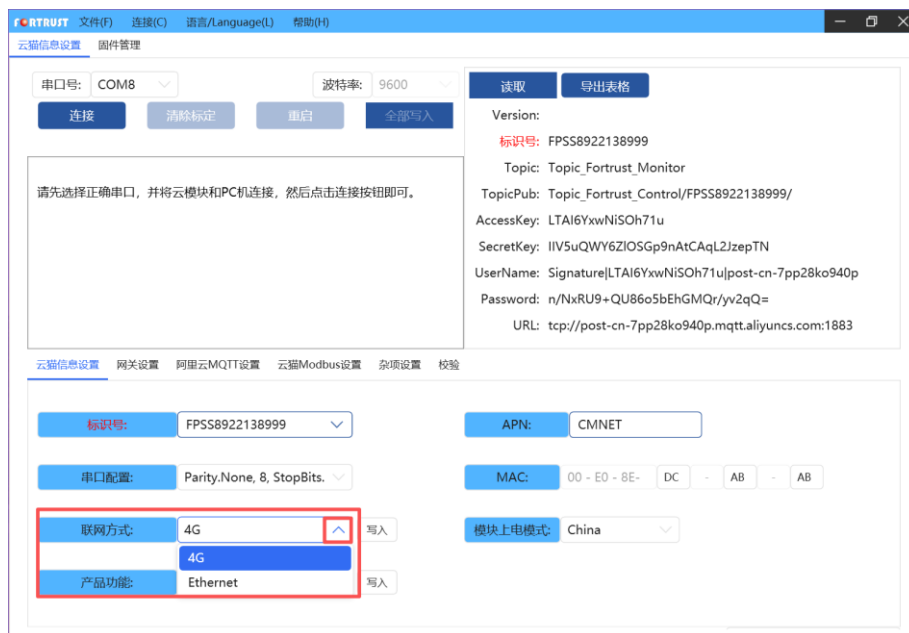 FORTRUST 文件(F) 连接(C) 语言/Language(L) 帮助(H)
云猫信息设置 固件管理
串口号: COM8 波特率: 9600
连接 清除标定 重启 全部写入
请先选择正确串口，并将云模块和PC机连接，然后点击连接按钮即可。
读取 导出表格
Version:
标识号: FPSS8922138999
Topic: Topic_Fortrust_Monitor
TopicPub: Topic_Fortrust_Control/FPSS8922138999/
AccessKey: LTAI6YxwNiSOh71u
SecretKey: IIV5uQWY6ZlOSGp9nAtCAqL2JzepTN
UserName: Signature|LTAI6YxwNiSOh71u|post-cn-7pp28ko940p
Password: n/NxRU9+QU86o5bEhGMQr/yv2qQ=
URL: tcp://post-cn-7pp28ko940p.mqtt.aliyuncs.com:1883
云猫信息设置 网关设置 阿里云MQTT设置 云猫Modbus设置 杂项设置 校验
标识号: FPSS8922138999 APN: CMNET
串口配置: Parity.None, 8, StopBits. MAC: 00 - E0 - 8E- DC - AB - AB
联网方式: 4G 写入 模块上电模式: China
4G
产品功能: Ethernet 写入